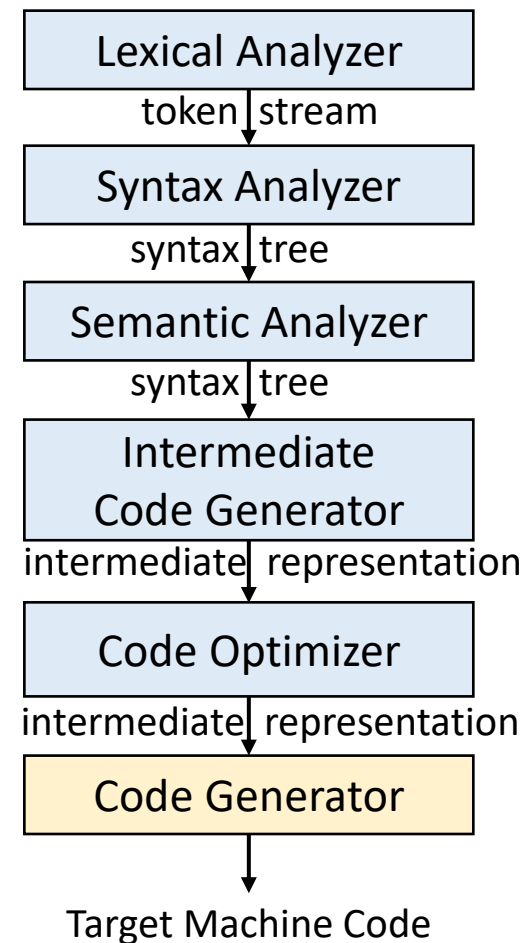 Lexical Analyzer
token stream
Syntax Analyzer
syntax tree
Semantic Analyzer
syntax tree
Intermediate
Code Generator
intermediate representation
Code Optimizer
intermediate representation
Code Generator
Target Machine Code